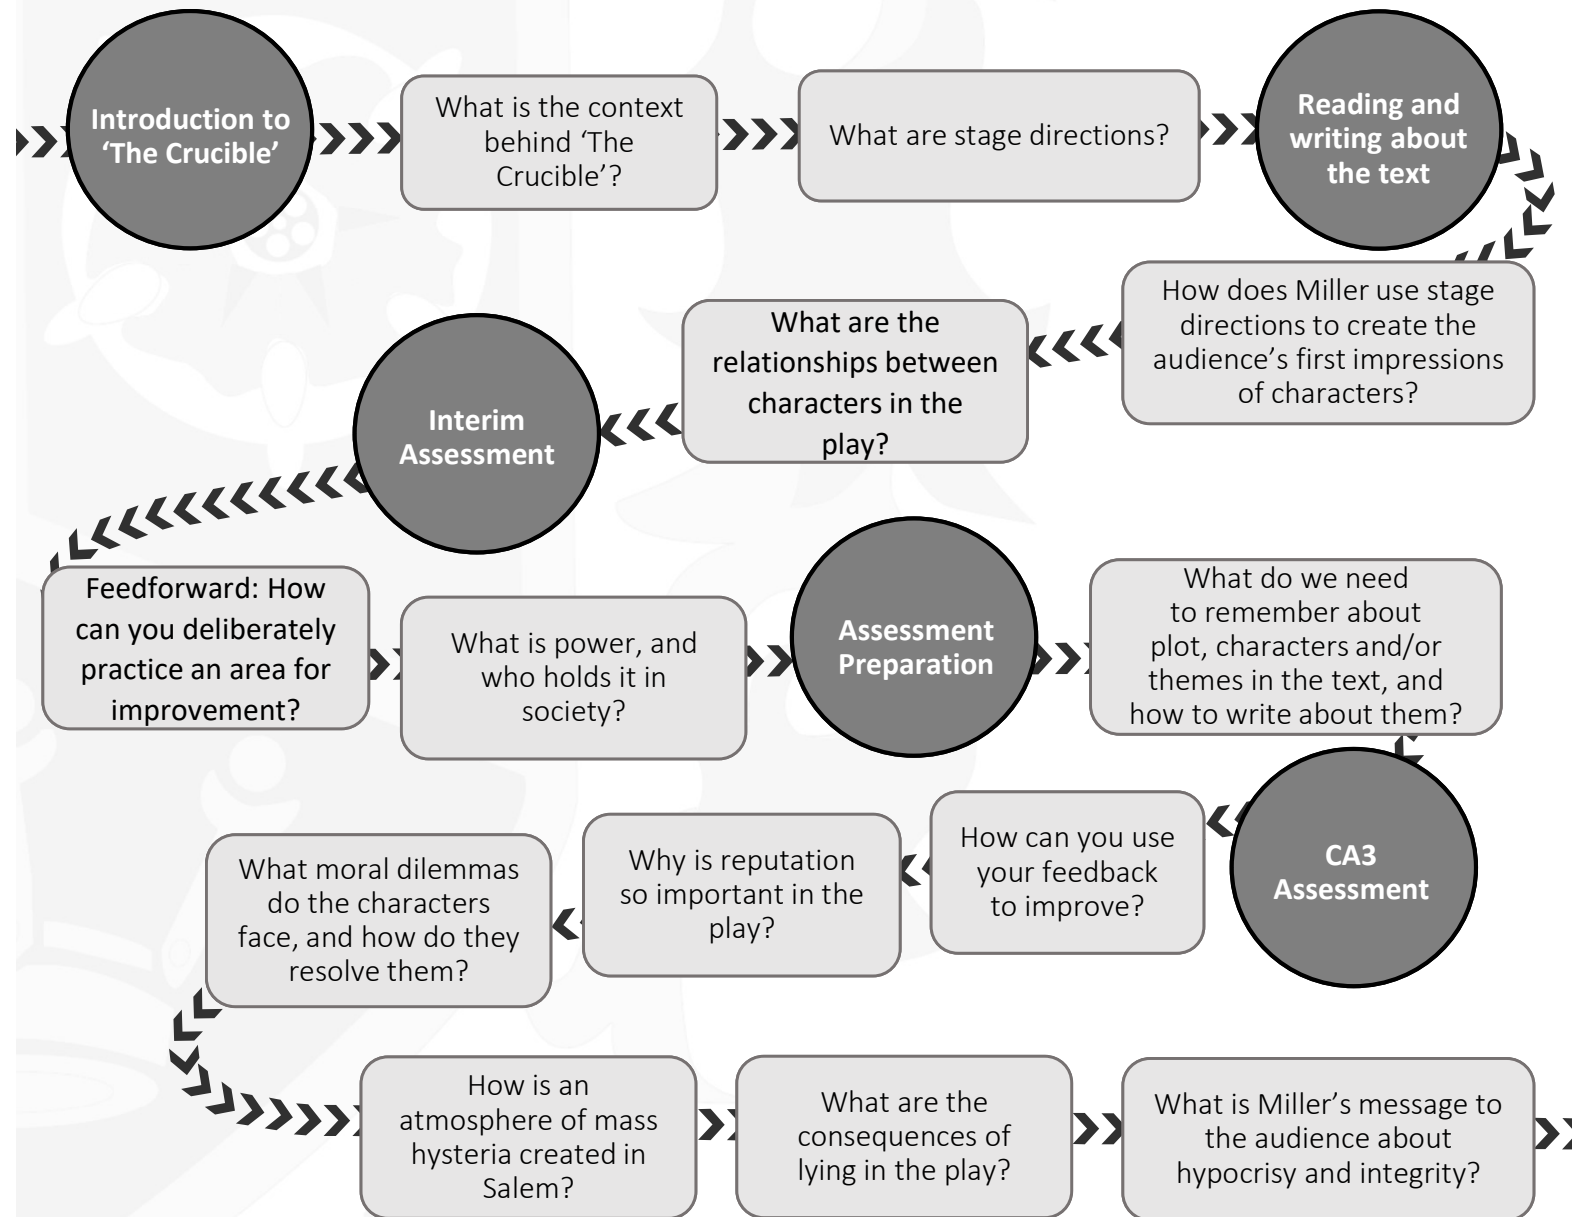 Introduction to
‘The Crucible’
What is the context
behind ‘The
Crucible’?
What are stage directions?
Reading and
writing about
the text
How does Miller use stage
directions to create the
audience’s first impressions
of characters?
What are the
relationships between
characters in the
play?
Interim
Assessment
Feedforward: How
can you deliberately
practice an area for
improvement?
What is power, and
who holds it in
society?
Assessment
Preparation
What do we need
to remember about
plot, characters and/or
themes in the text, and
how to write about them?
CA3
Assessment
How can you use
your feedback
to improve?
Why is reputation
so important in the
play?
What moral dilemmas
do the characters
face, and how do they
resolve them?
How is an
atmosphere of mass
hysteria created in
Salem?
What are the
consequences of
lying in the play?
What is Miller’s message to
the audience about
hypocrisy and integrity?